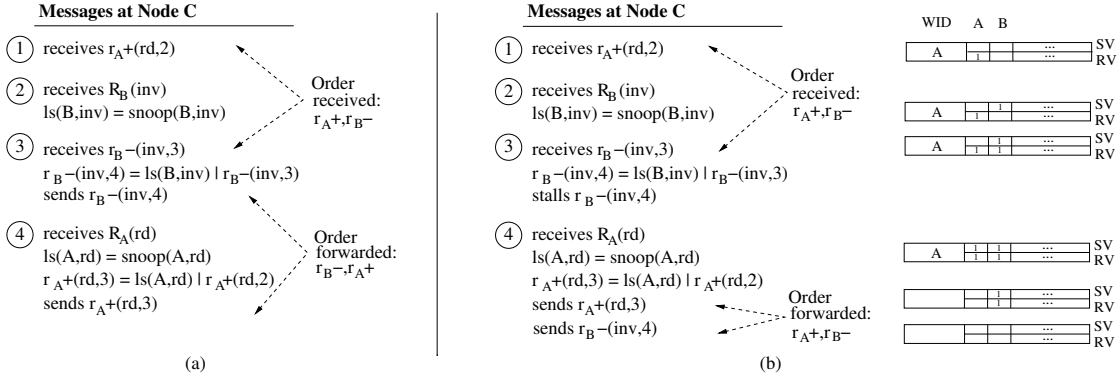 Messages at Node C
1 receives r_A+(rd,2)
2 receives R_B(inv)
ls(B,inv) = snoop(B,inv)
3 receives r_B−(inv,3)
r_B−(inv,4) = ls(B,inv) | r_B−(inv,3)
sends r_B−(inv,4)
4 receives R_A(rd)
ls(A,rd) = snoop(A,rd)
r_A+(rd,3) = ls(A,rd) | r_A+(rd,2)
sends r_A+(rd,3)
Order
received:
r_A+,r_B−
Order
forwarded:
r_B−,r_A+
(a)
Messages at Node C
1 receives r_A+(rd,2)
2 receives R_B(inv)
ls(B,inv) = snoop(B,inv)
3 receives r_B−(inv,3)
r_B−(inv,4) = ls(B,inv) | r_B−(inv,3)
stalls r_B−(inv,4)
4 receives R_A(rd)
ls(A,rd) = snoop(A,rd)
r_A+(rd,3) = ls(A,rd) | r_A+(rd,2)
sends r_A+(rd,3)
sends r_B−(inv,4)
Order
received:
r_A+,r_B−
Order
forwarded:
r_A+,r_B−
(b)
WID A B
A ... SV
1 ... RV
A 1 ... SV
1 ... RV
A 1 ... SV
1 1 ... RV
A 1 1 ... SV
1 1 ... RV
1 ... SV
1 ... RV
... SV
... RV